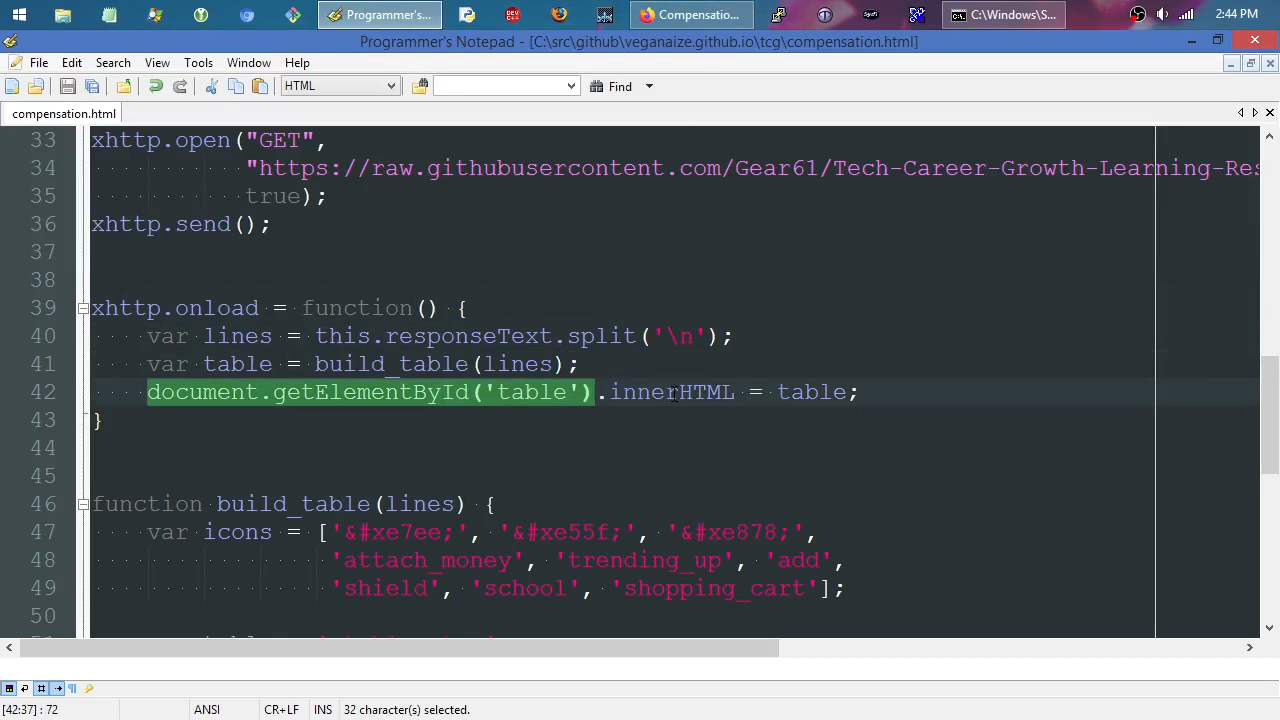 Programmer's...
Compensatio...
C:\Windows\S...
2:44 PM
Programmer's Notepad - [C:\src\github\veganaize.github.io\tcg\compensation.html]
File Edit Search View Tools Window Help
HTML
Find
compensation.html
33 xhttp.open("GET",
34 "https://raw.githubusercontent.com/Gear61/Tech-Career-Growth-Learning-Res
35 true);
36 xhttp.send();
37
38
39 xhttp.onload = function() {
40 var lines = this.responseText.split('\n');
41 var table = build_table(lines);
42 document.getElementById('table').innerHTML = table;
43 }
44
45
46 function build_table(lines) {
47 var icons = ['&#xe7ee;', '&#xe55f;', '&#xe878;',
48 'attach_money', 'trending_up', 'add',
49 'shield', 'school', 'shopping_cart'];
50
[42:37] : 72 ANSI CR+LF INS 32 character(s) selected.